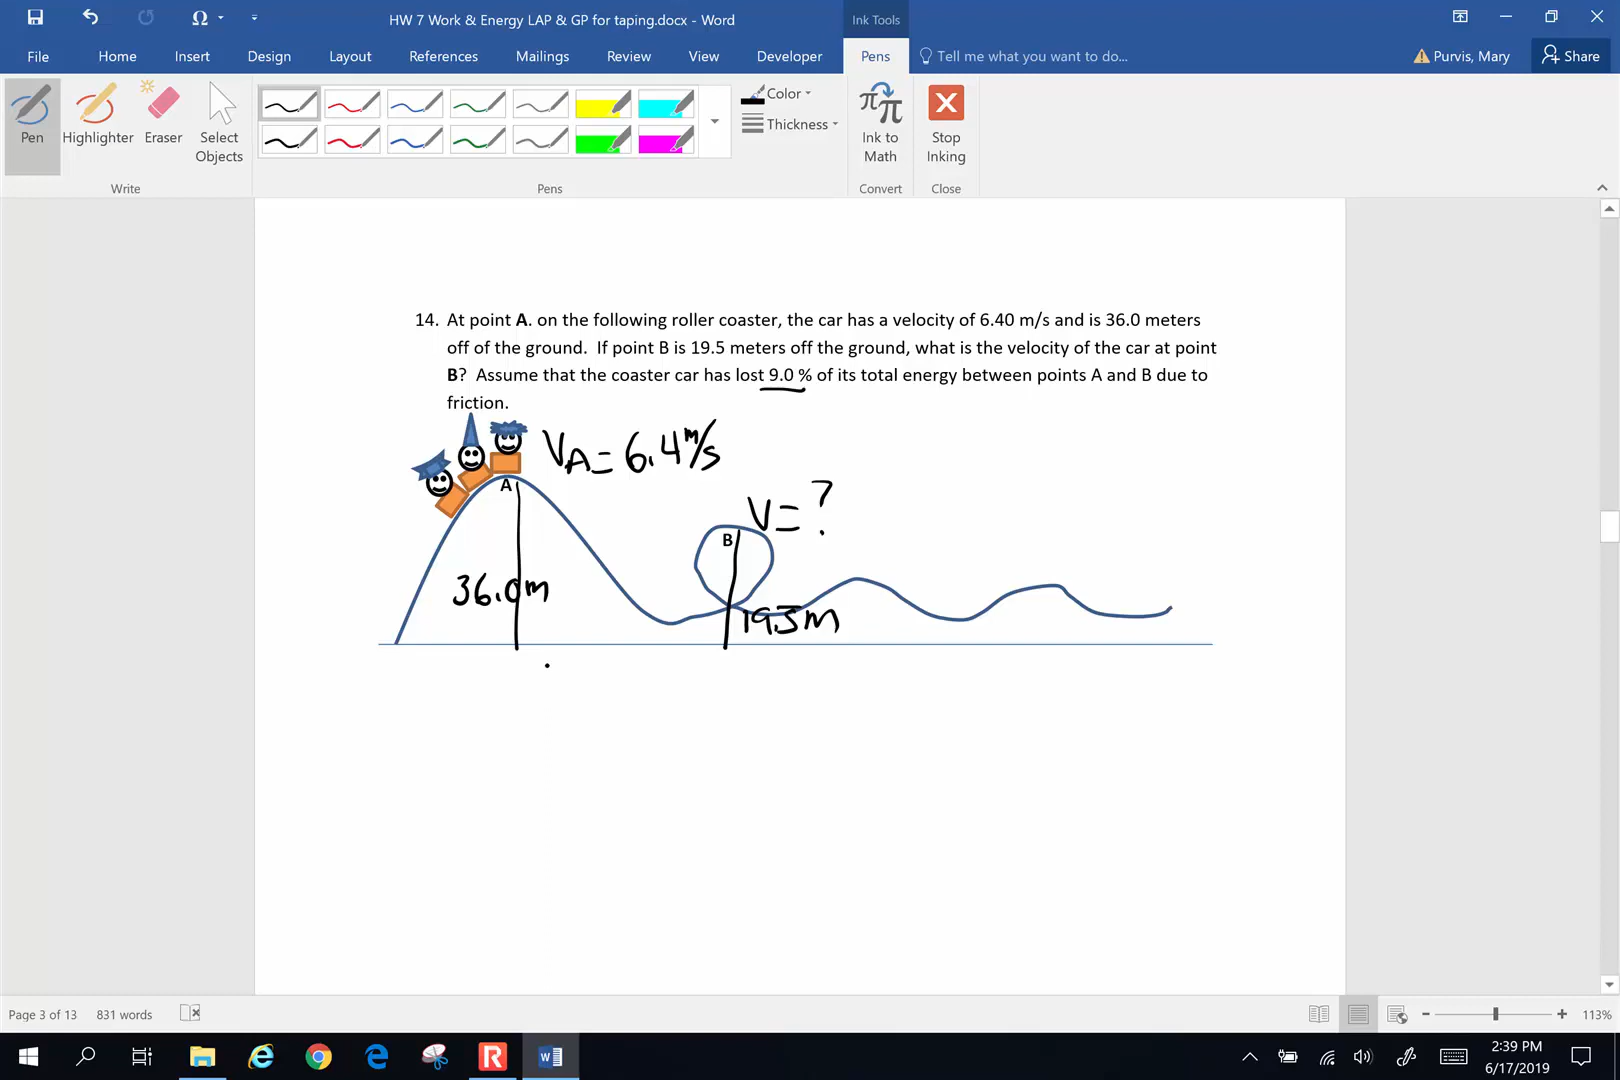 HW 7 Work & Energy LAP & GP for taping.docx - Word
Ink Tools
File Home Insert Design Layout References Mailings Review View Developer Pens Tell me what you want to do... Purvis, Mary Share
Pen Highlighter Eraser Select Objects
Color
Thickness
Ink to Math
Stop Inking
Write Pens Convert Close
14. At point A. on the following roller coaster, the car has a velocity of 6.40 m/s and is 36.0 meters
off of the ground. If point B is 19.5 meters off the ground, what is the velocity of the car at point
B? Assume that the coaster car has lost 9.0 % of its total energy between points A and B due to
friction.
VA = 6.4 m/s
A
V = ?
B
36.0m
19.5m
Page 3 of 13 831 words 113%
2:39 PM
6/17/2019